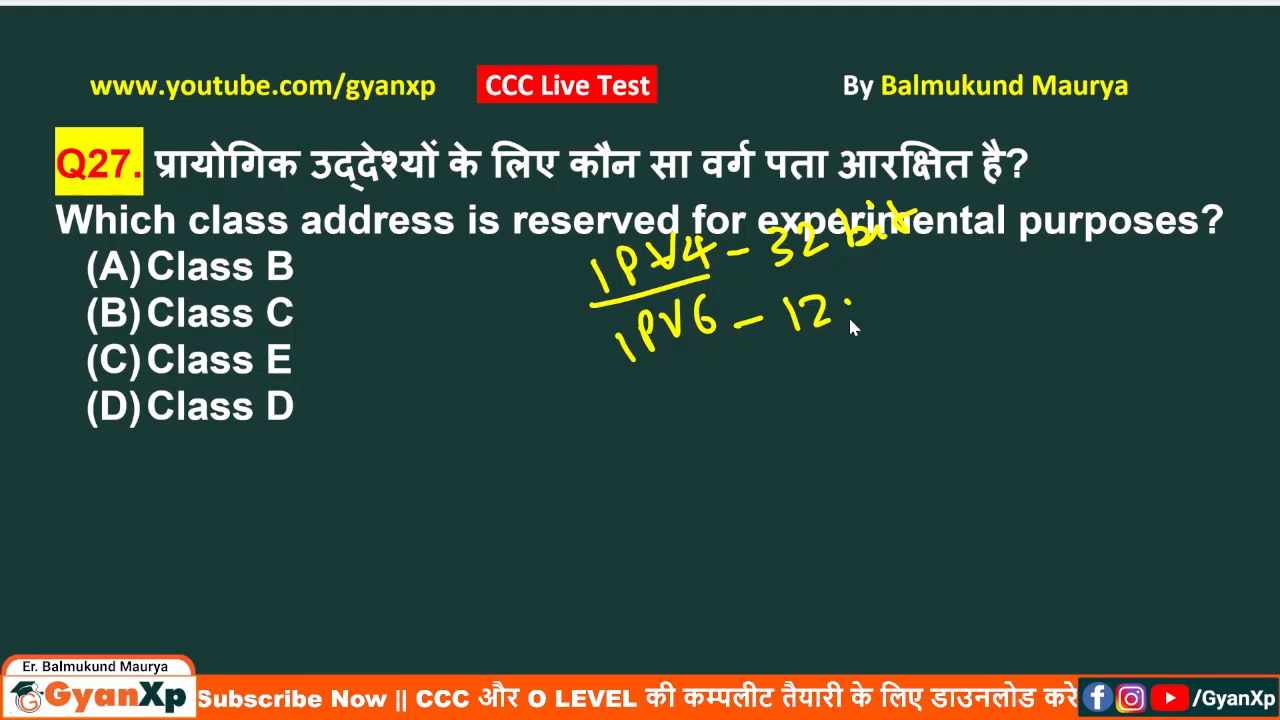 www.youtube.com/gyanxp CCC Live Test By Balmukund Maurya
Q27. प्रायोगिक उद्देश्यों के लिए कौन सा वर्ग पता आरक्षित है?
Which class address is reserved for experimental purposes?
IPV4 - 32 bit
(A) Class B
(B) Class C
IPV6 - 12
(C) Class E
(D) Class D
Er. Balmukund Maurya
GyanXp Subscribe Now || CCC और O LEVEL की कम्पलीट तैयारी के लिए डाउनलोड करे /GyanXp